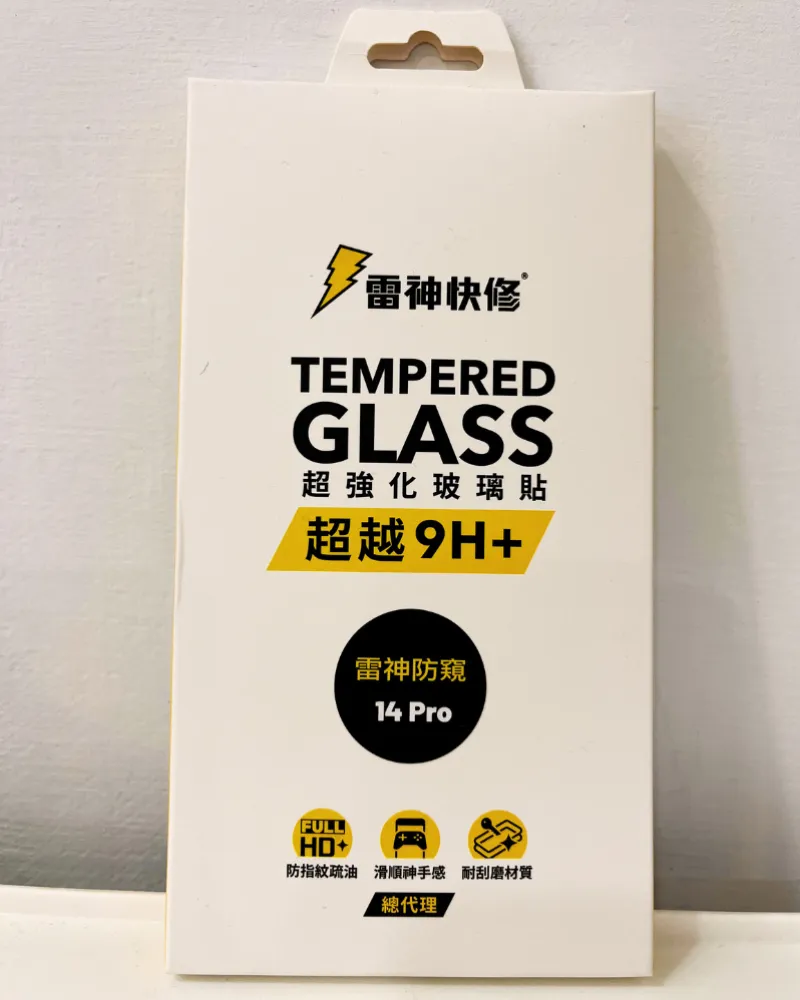 雷神快修®
TEMPERED
GLASS
超強化玻璃貼
超越9H+
雷神防窺
14 Pro
FULL
HD+
防指紋疏油
滑順神手感
耐刮磨材質
總代理